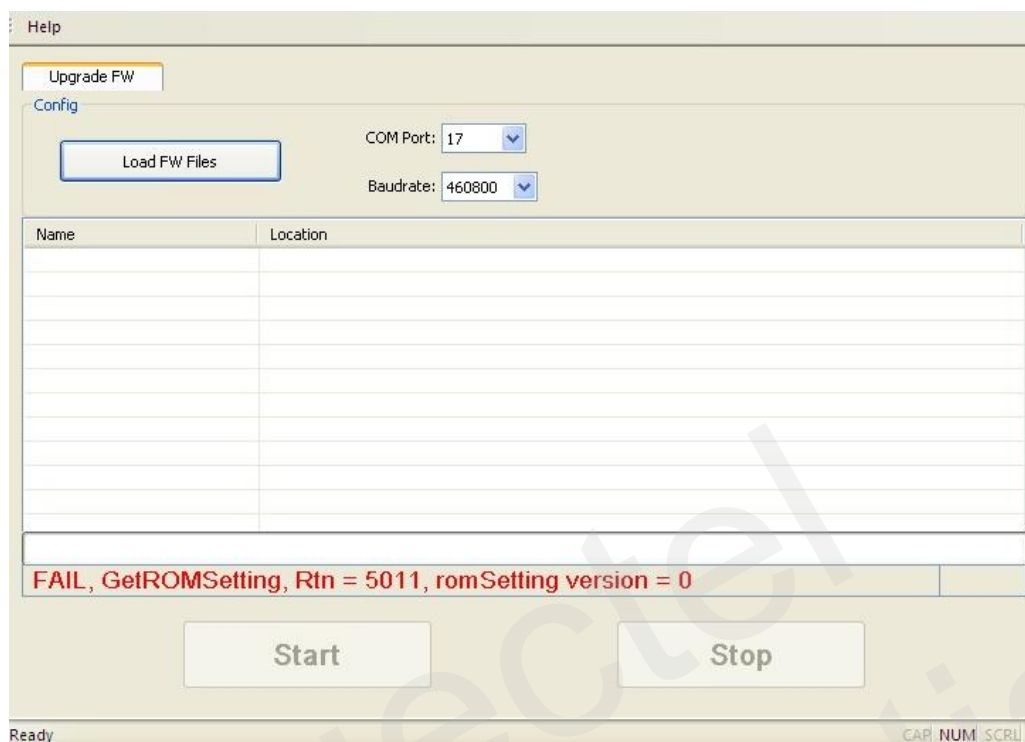 Help
Upgrade FW
Config
COM Port: 17
Load FW Files
Baudrate: 460800
Name Location
FAIL, GetROMSetting, Rtn = 5011, romSetting version = 0
Start Stop
Ready CAP NUM SCRL